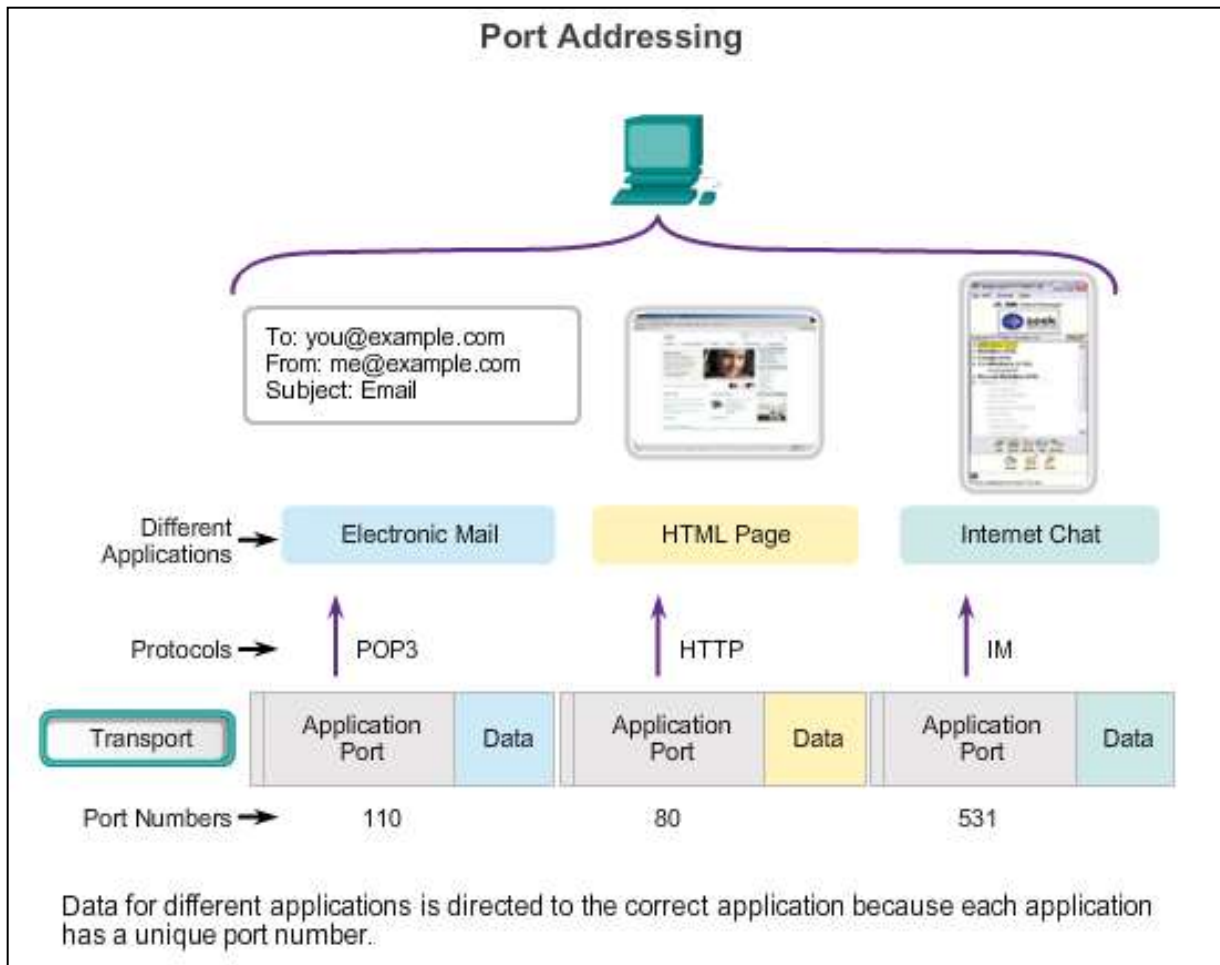 Port Addressing
To: you@example.com
From: me@example.com
Subject: Email
seek
Different
Applications
Electronic Mail
HTML Page
Internet Chat
Protocols
POP3
HTTP
IM
Transport
Application
Port
Data
Application
Port
Data
Application
Port
Data
Port Numbers
110
80
531
Data for different applications is directed to the correct application because each application
has a unique port number.